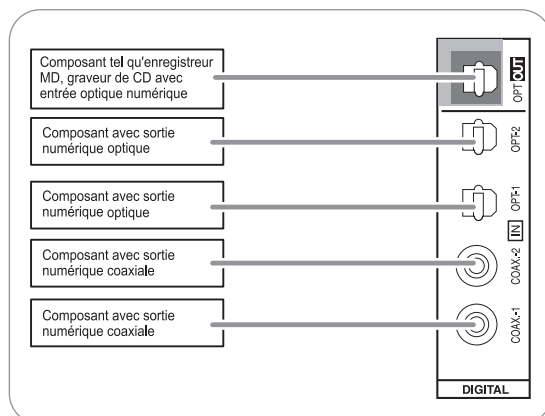 Composant tel qu'enregistreur
MD, graveur de CD avec
entrée optique numérique
OPT OUT
Composant avec sortie
numérique optique
OPT-2
Composant avec sortie
numérique optique
OPT-1
IN
Composant avec sortie
numérique coaxiale
COAX.-2
Composant avec sortie
numérique coaxiale
COAX.-1
DIGITAL